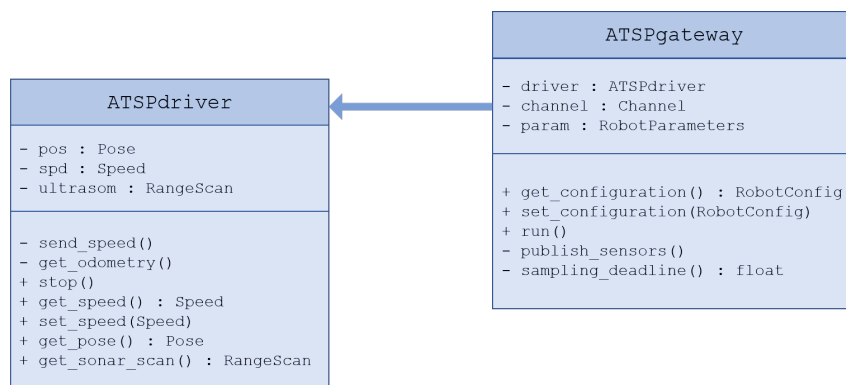 ATSPdriver
- pos : Pose
- spd : Speed
- ultrasom : RangeScan
- send_speed()
- get_odometry()
+ stop()
+ get_speed() : Speed
+ set_speed(Speed)
+ get_pose() : Pose
+ get_sonar_scan() : RangeScan
ATSPgateway
- driver : ATSPdriver
- channel : Channel
- param : RobotParameters
+ get_configuration() : RobotConfig
+ set_configuration(RobotConfig)
+ run()
- publish_sensors()
- sampling_deadline() : float